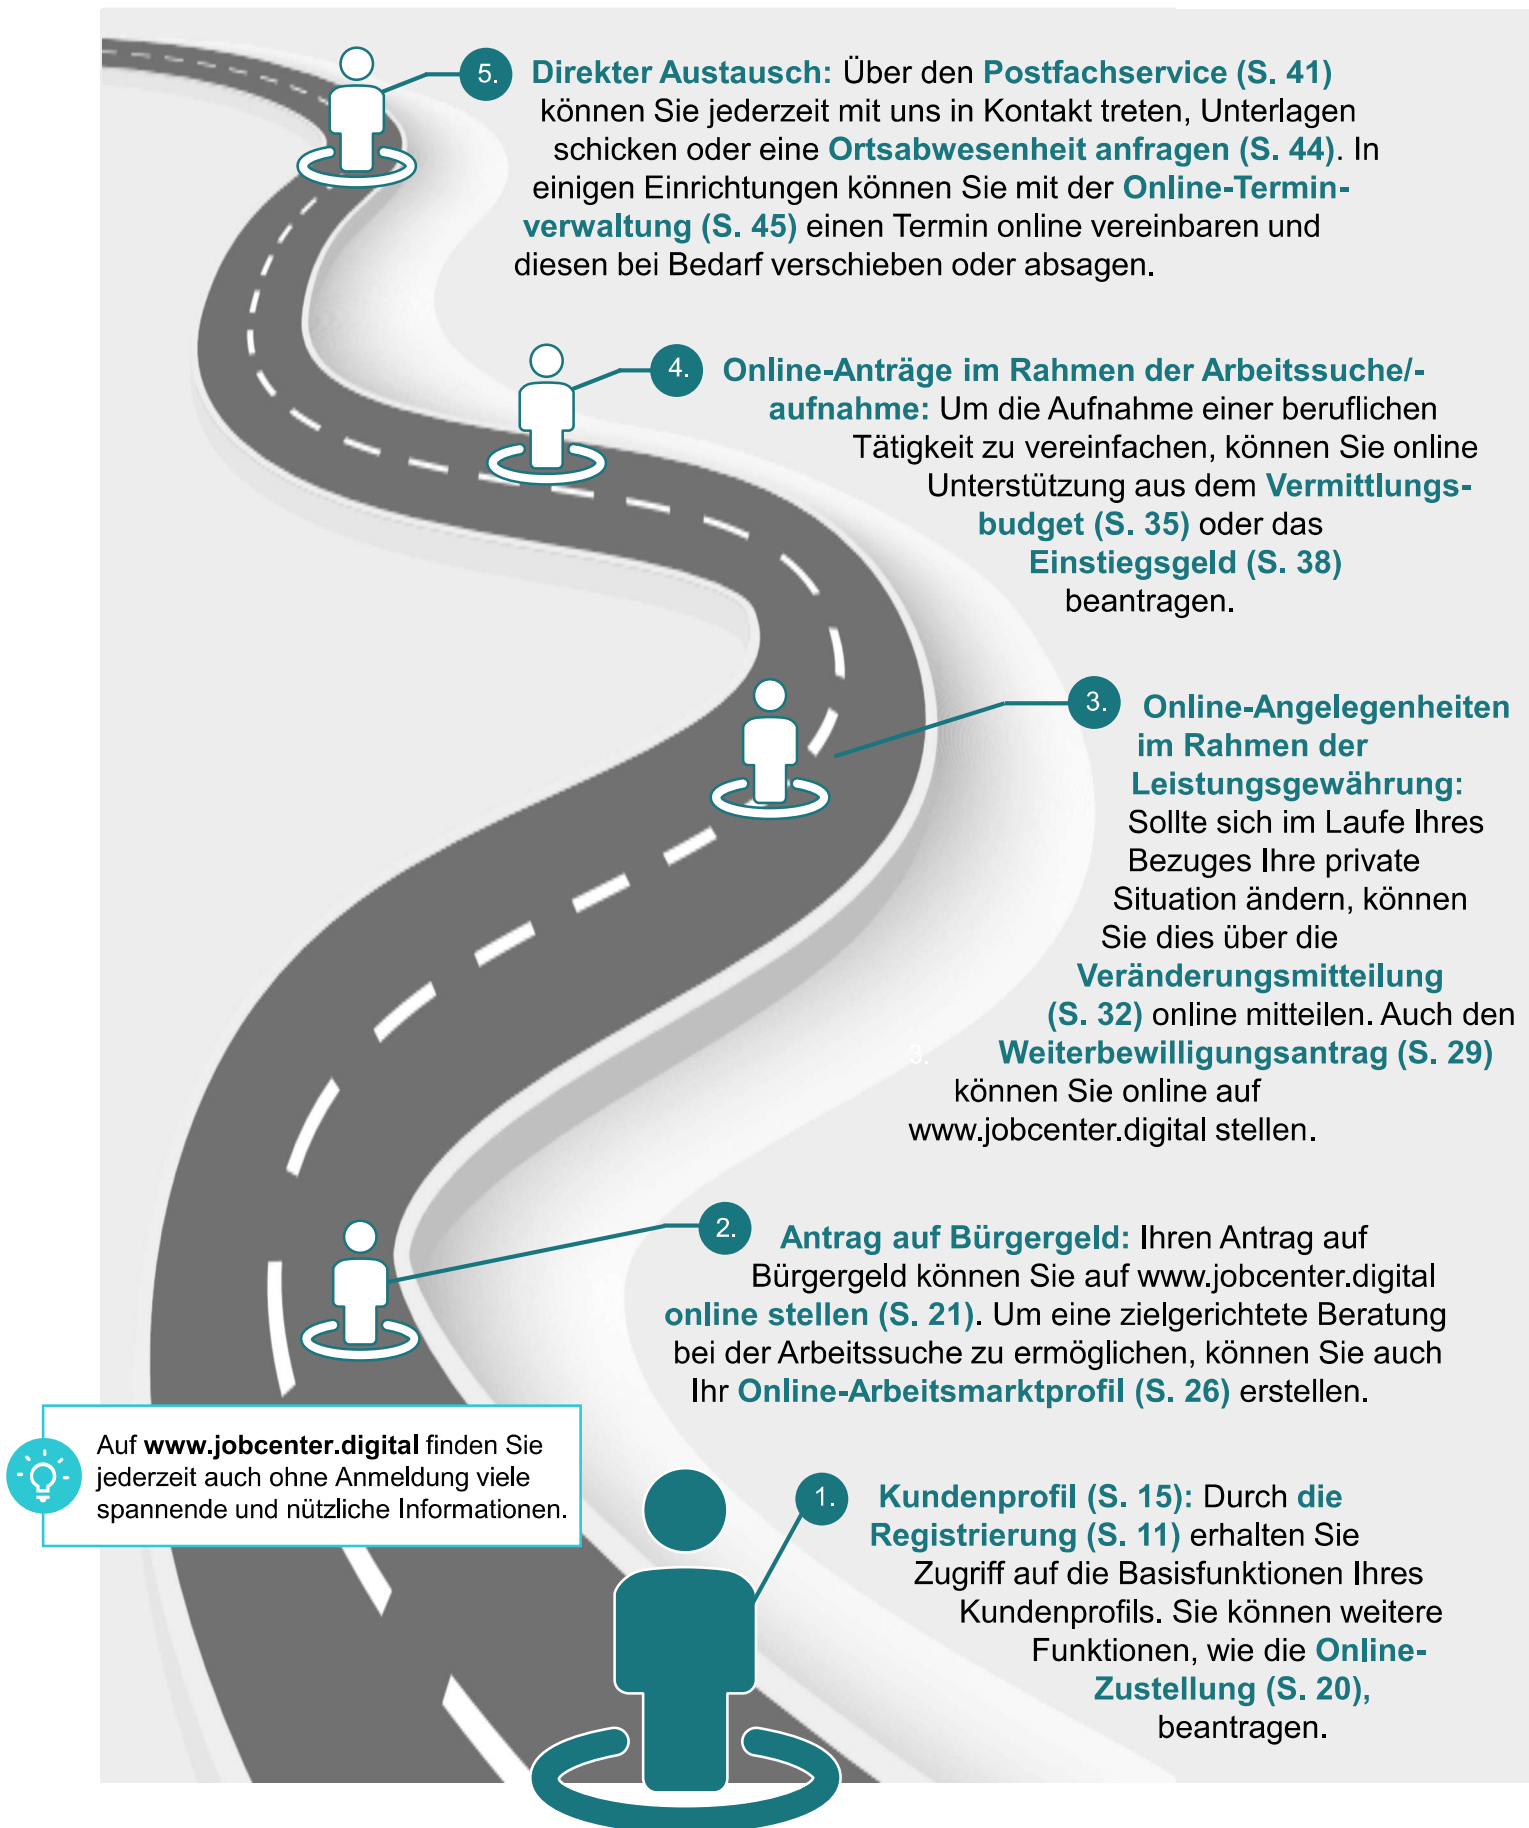 5. Direkter Austausch: Über den Postfachservice (S. 41)
können Sie jederzeit mit uns in Kontakt treten, Unterlagen
schicken oder eine Ortsabwesenheit anfragen (S. 44). In
einigen Einrichtungen können Sie mit der Online-Termin-
verwaltung (S. 45) einen Termin online vereinbaren und
diesen bei Bedarf verschieben oder absagen.
4. Online-Anträge im Rahmen der Arbeitssuche/-
aufnahme: Um die Aufnahme einer beruflichen
Tätigkeit zu vereinfachen, können Sie online
Unterstützung aus dem Vermittlungs-
budget (S. 35) oder das
Einstiegsgeld (S. 38)
beantragen.
3. Online-Angelegenheiten
im Rahmen der
Leistungsgewährung:
Sollte sich im Laufe Ihres
Bezuges Ihre private
Situation ändern, können
Sie dies über die
Veränderungsmitteilung
(S. 32) online mitteilen. Auch den
3. Weiterbewilligungsantrag (S. 29)
können Sie online auf
www.jobcenter.digital stellen.
2. Antrag auf Bürgergeld: Ihren Antrag auf
Bürgergeld können Sie auf www.jobcenter.digital
online stellen (S. 21). Um eine zielgerichtete Beratung
bei der Arbeitssuche zu ermöglichen, können Sie auch
Ihr Online-Arbeitsmarktprofil (S. 26) erstellen.
Auf www.jobcenter.digital finden Sie
jederzeit auch ohne Anmeldung viele
spannende und nützliche Informationen.
1. Kundenprofil (S. 15): Durch die
Registrierung (S. 11) erhalten Sie
Zugriff auf die Basisfunktionen Ihres
Kundenprofils. Sie können weitere
Funktionen, wie die Online-
Zustellung (S. 20),
beantragen.